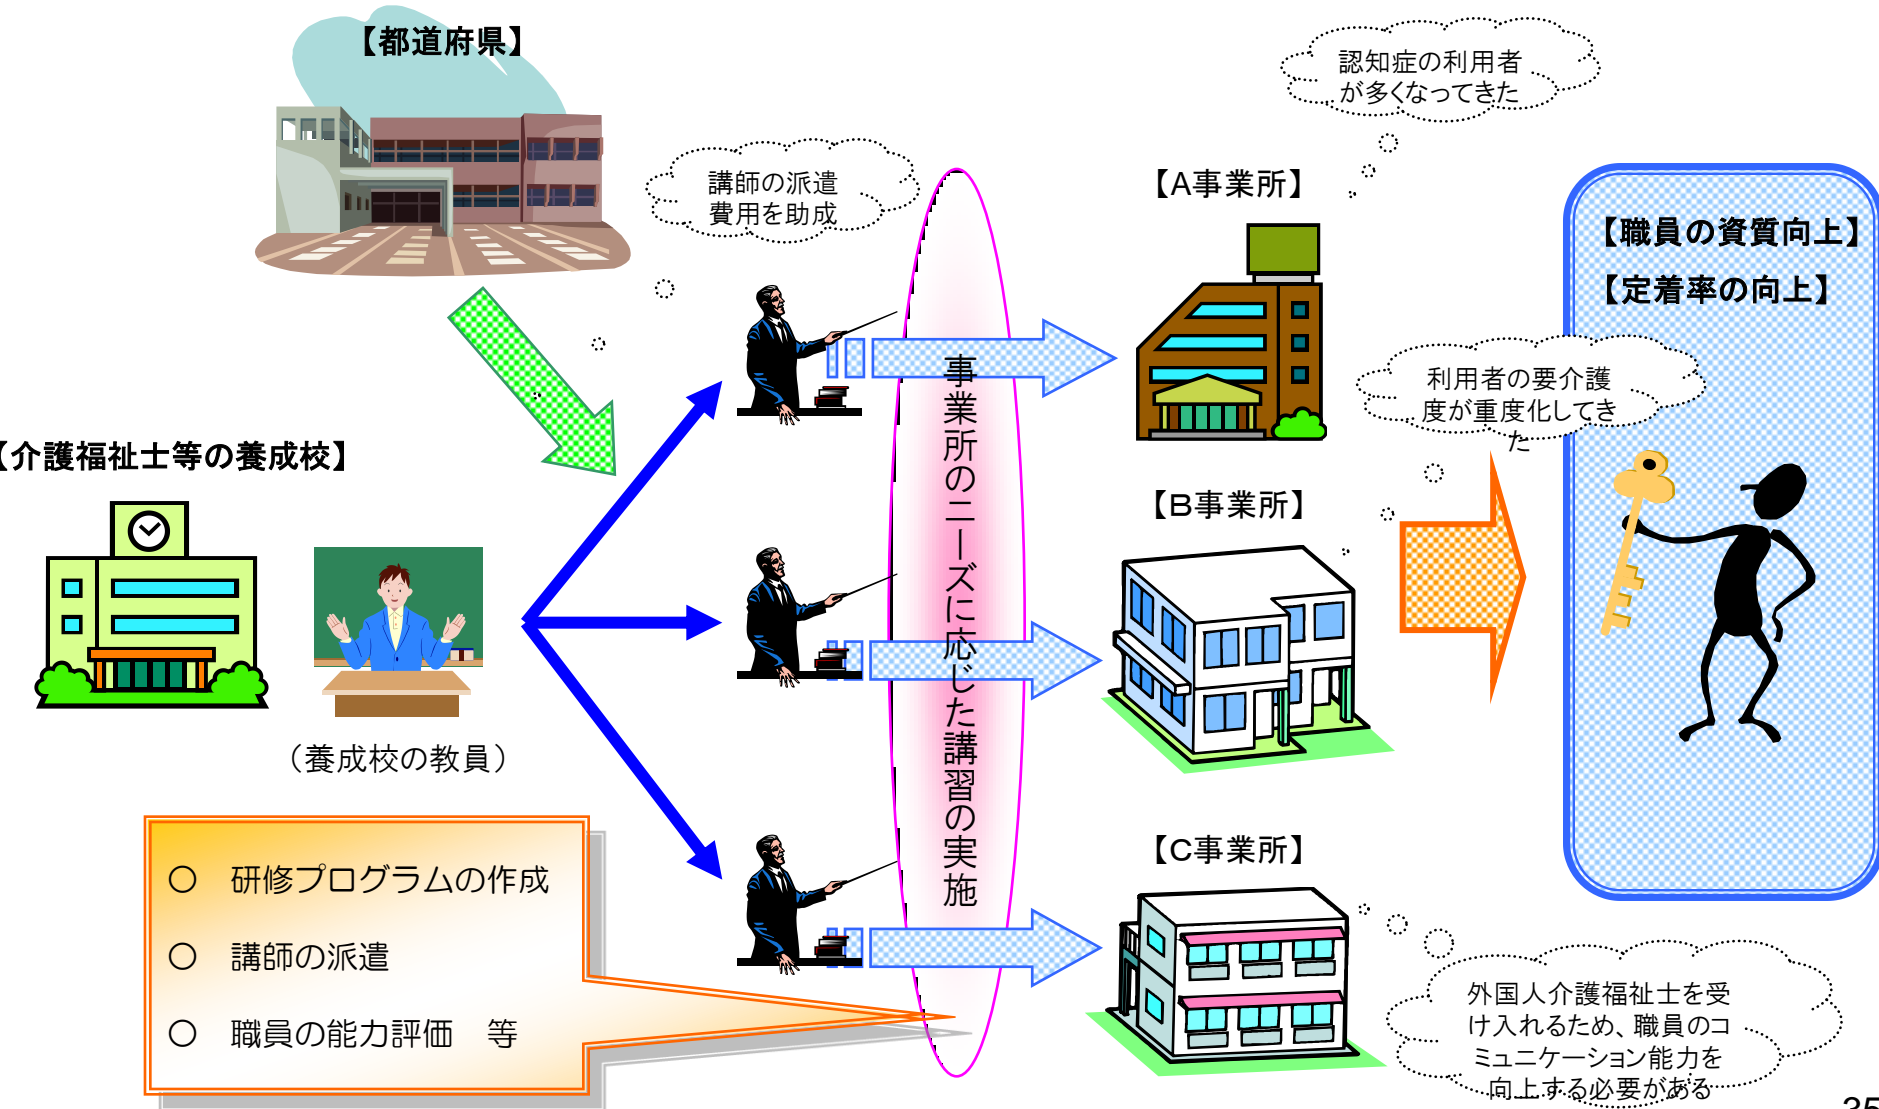 【都道府県】
講師の派遣
費用を助成
認知症の利用者
が多くなってきた
【A事業所】
【職員の資質向上】
【定着率の向上】
利用者の要介護
度が重度化してき
た
【介護福祉士等の養成校】
（養成校の教員）
事業所のニーズに応じた講習の実施
【B事業所】
【C事業所】
○　研修プログラムの作成
○　講師の派遣
○　職員の能力評価　等
外国人介護福祉士を受
け入れるため、職員のコ
ミュニケーション能力を
向上する必要がある
35